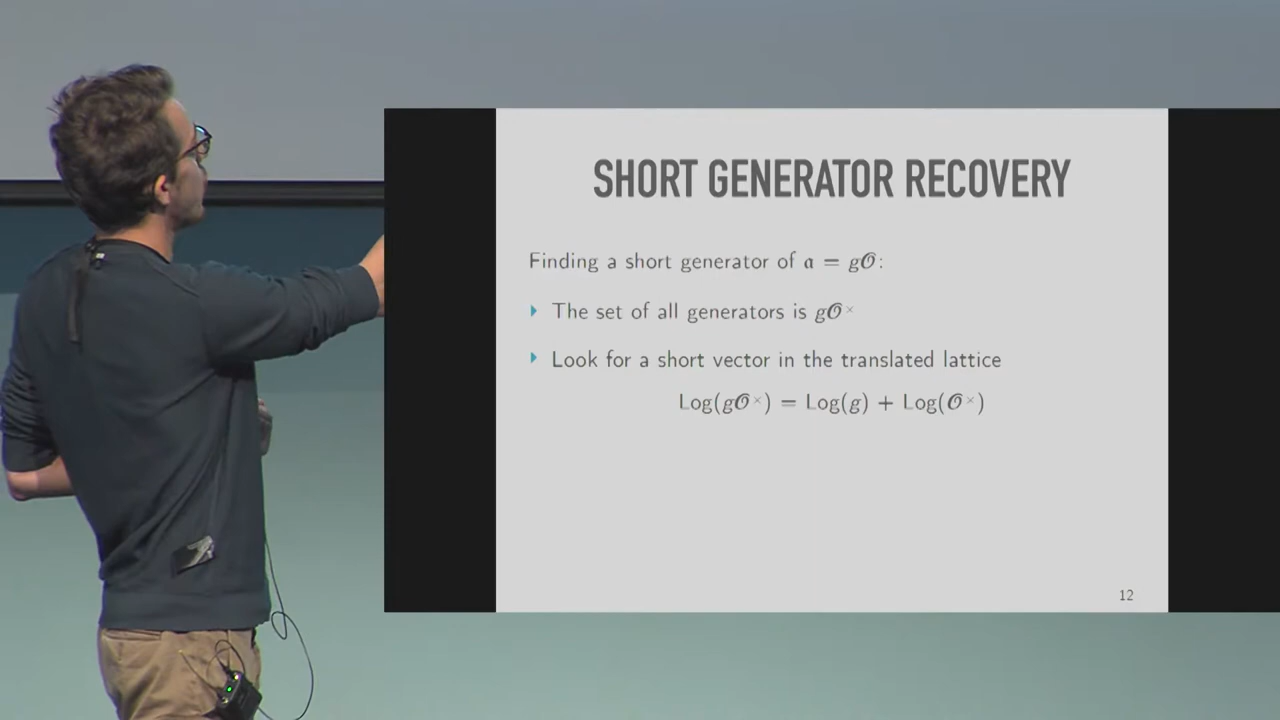 SHORT GENERATOR RECOVERY
Finding a short generator of 𝔞 = g𝒪:
The set of all generators is g𝒪×
Look for a short vector in the translated lattice
Log(g𝒪×) = Log(g) + Log(𝒪×)
12